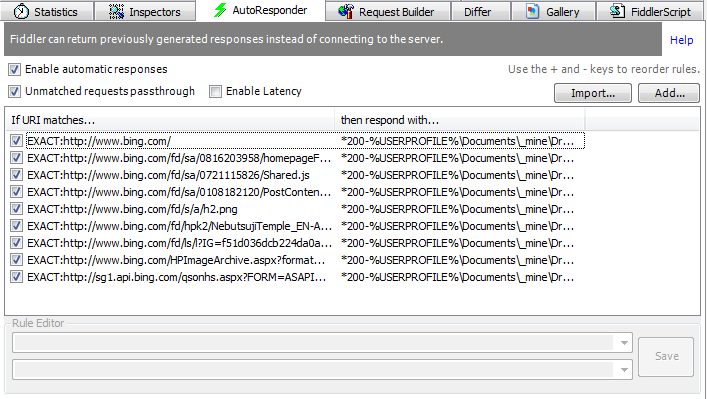 Statistics Inspectors AutoResponder Request Builder Differ Gallery FiddlerScript
Fiddler can return previously generated responses instead of connecting to the server. Help
Enable automatic responses Use the + and - keys to reorder rules.
Unmatched requests passthrough Enable Latency Import... Add...
If URI matches... then respond with...
EXACT:http://www.bing.com/ *200-%USERPROFILE%\Documents\_mine\Dr...
EXACT:http://www.bing.com/fd/sa/0816203958/homepageF... *200-%USERPROFILE%\Documents\_mine\Dr...
EXACT:http://www.bing.com/fd/sa/0721115826/Shared.js *200-%USERPROFILE%\Documents\_mine\Dr...
EXACT:http://www.bing.com/fd/sa/0108182120/PostConten... *200-%USERPROFILE%\Documents\_mine\Dr...
EXACT:http://www.bing.com/fd/s/a/h2.png *200-%USERPROFILE%\Documents\_mine\Dr...
EXACT:http://www.bing.com/fd/hpk2/NebutsujiTemple_EN-A... *200-%USERPROFILE%\Documents\_mine\Dr...
EXACT:http://www.bing.com/fd/ls/l?IG=f51d036dcb224da0a... *200-%USERPROFILE%\Documents\_mine\Dr...
EXACT:http://www.bing.com/HPImageArchive.aspx?format... *200-%USERPROFILE%\Documents\_mine\Dr...
EXACT:http://sg1.api.bing.com/qsonhs.aspx?FORM=ASAPI... *200-%USERPROFILE%\Documents\_mine\Dr...
Rule Editor
Save